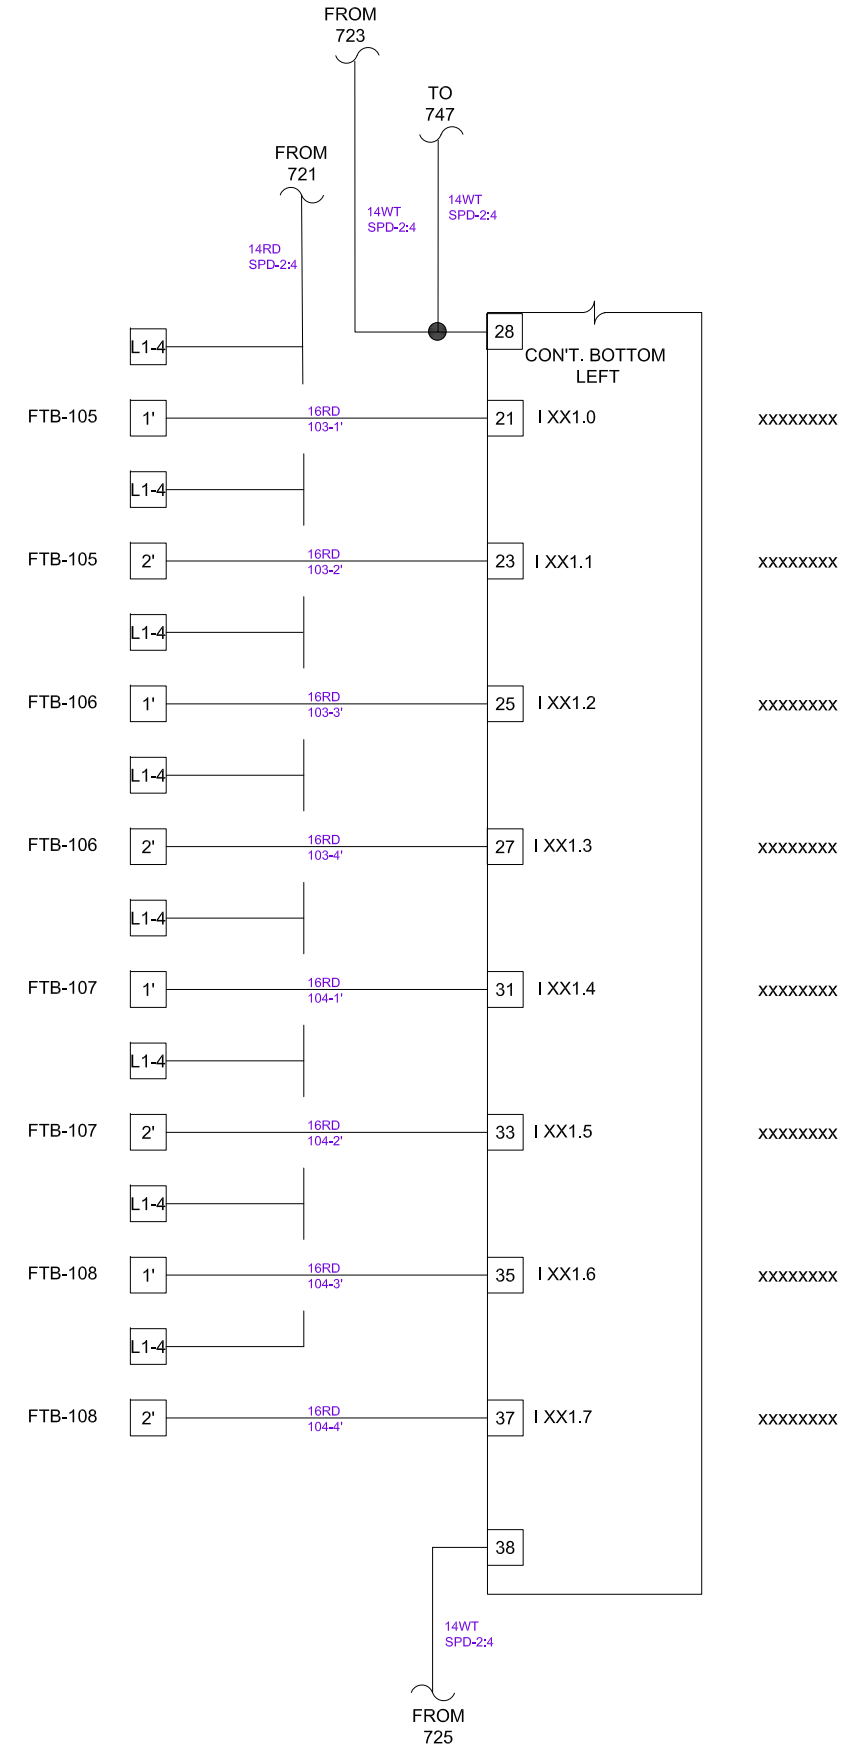 FROM
723
TO
747
FROM
721
14WT
SPD-2:4
14WT
SPD-2:4
14RD
SPD-2:4
28
L1-4
CON'T. BOTTOM
LEFT
FTB-105 1' 16RD 21 I XX1.0 xxxxxxxx
103-1'
L1-4
FTB-105 2' 16RD 23 I XX1.1 xxxxxxxx
103-2'
L1-4
FTB-106 1' 16RD 25 I XX1.2 xxxxxxxx
103-3'
L1-4
FTB-106 2' 16RD 27 I XX1.3 xxxxxxxx
103-4'
L1-4
FTB-107 1' 16RD 31 I XX1.4 xxxxxxxx
104-1'
L1-4
FTB-107 2' 16RD 33 I XX1.5 xxxxxxxx
104-2'
L1-4
FTB-108 1' 16RD 35 I XX1.6 xxxxxxxx
104-3'
L1-4
FTB-108 2' 16RD 37 I XX1.7 xxxxxxxx
104-4'
38
14WT
SPD-2:4
FROM
725